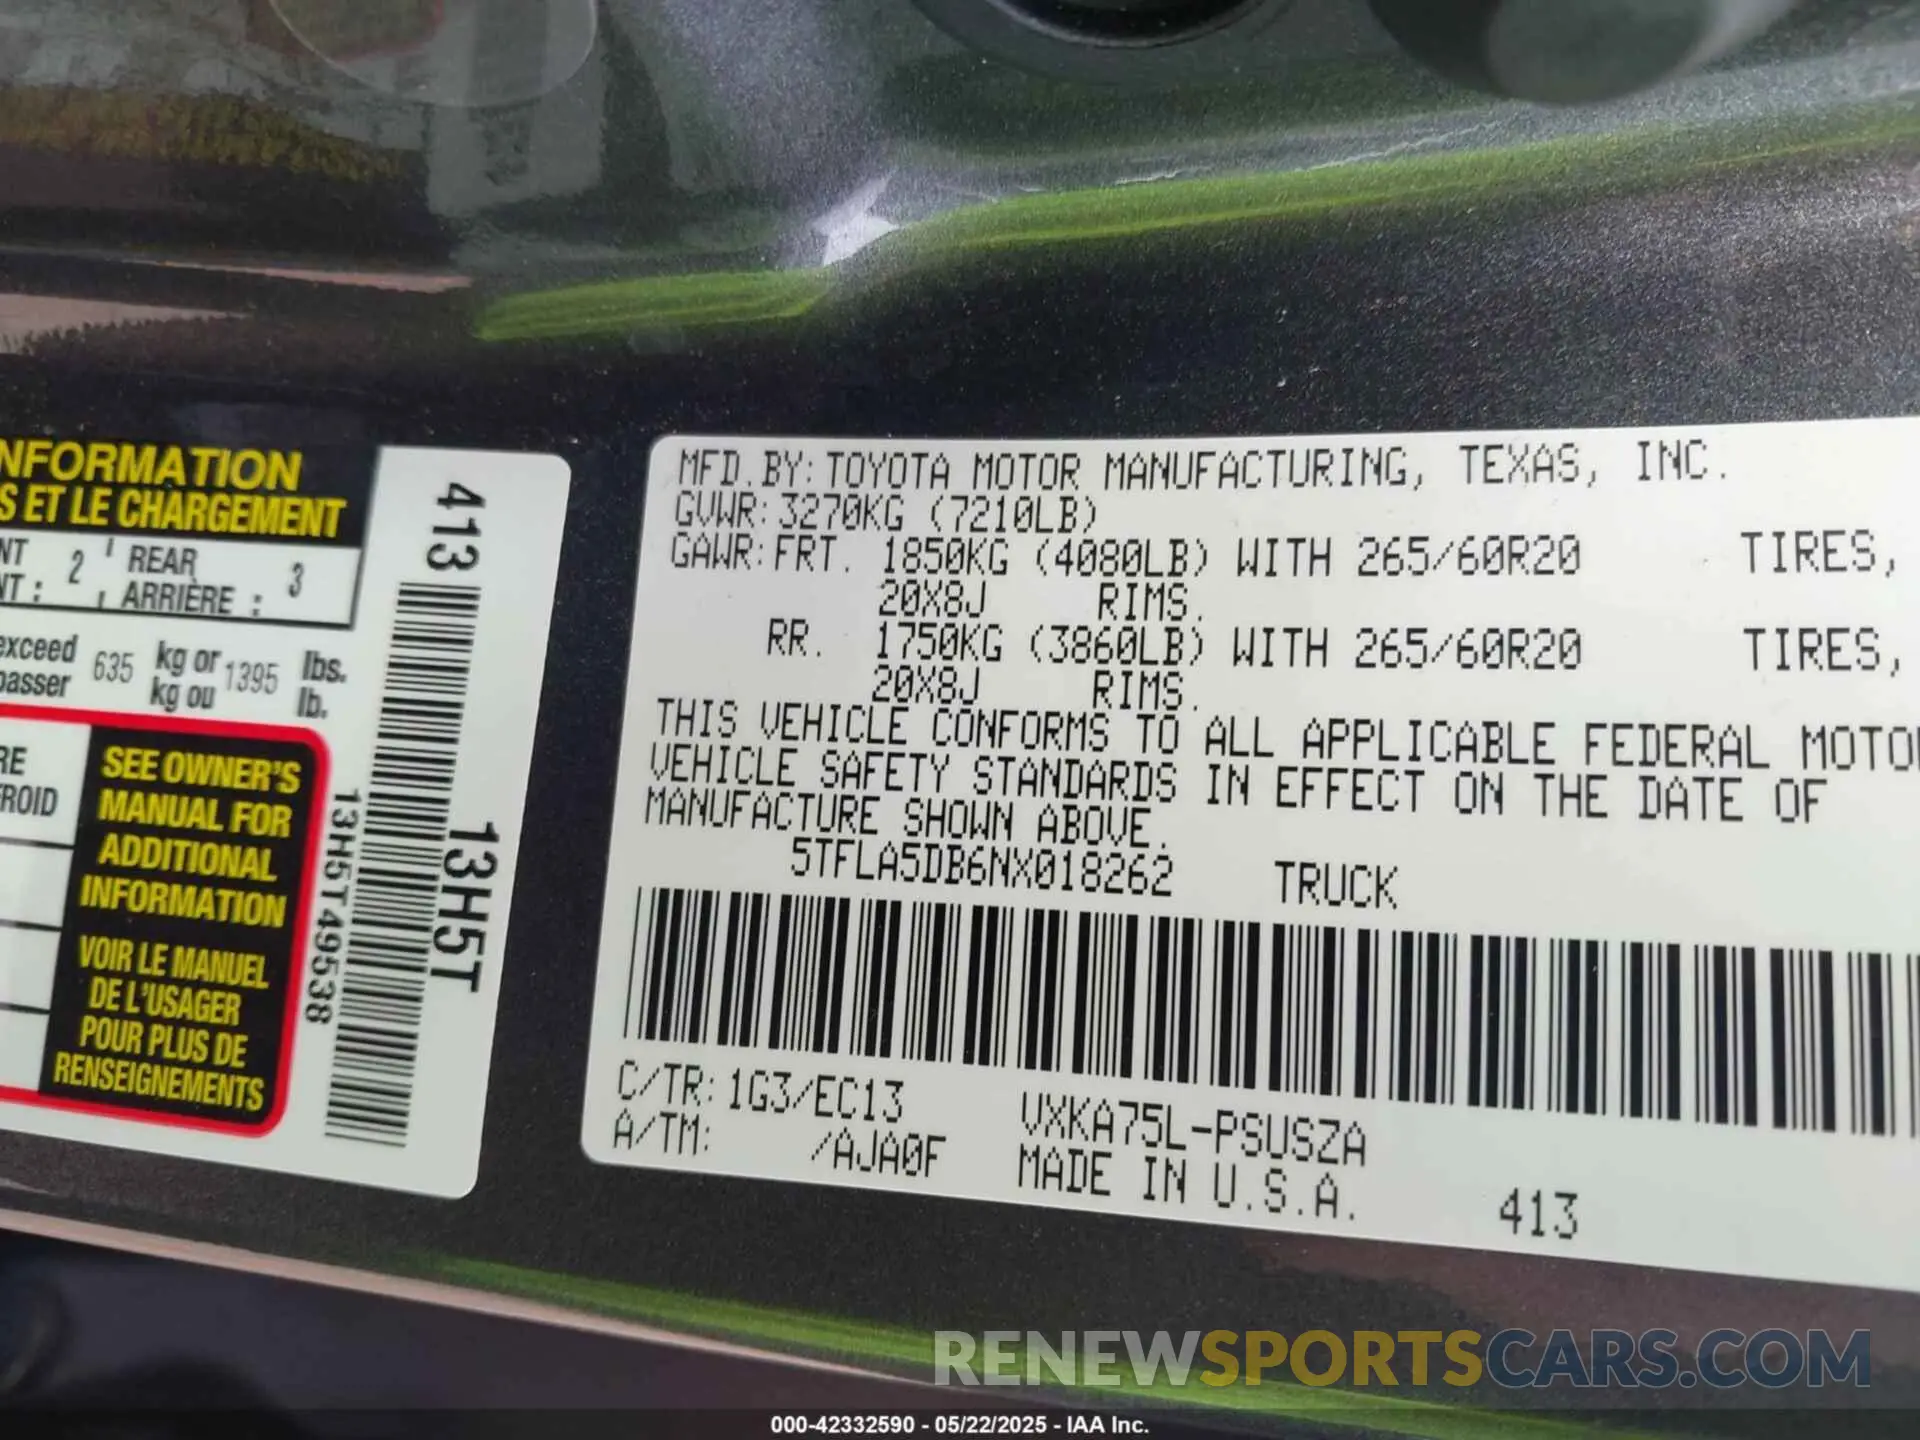 NFORMATION
S ET LE CHARGEMENT
NT 2 REAR 3
NT : ARRIÈRE :
exceed 635 kg or 1395 lbs.
passer kg ou lb.
RE
FROID
SEE OWNER'S
MANUAL FOR
ADDITIONAL
INFORMATION
VOIR LE MANUEL
DE L'USAGER
POUR PLUS DE
RENSEIGNEMENTS
413
13H5T
13H5T49538
MFD.BY:TOYOTA MOTOR MANUFACTURING, TEXAS, INC.
GVWR:3270KG (7210LB)
GAWR:FRT. 1850KG (4080LB) WITH 265/60R20 TIRES,
20X8J RIMS.
RR. 1750KG (3860LB) WITH 265/60R20 TIRES,
20X8J RIMS.
THIS VEHICLE CONFORMS TO ALL APPLICABLE FEDERAL MOTO
VEHICLE SAFETY STANDARDS IN EFFECT ON THE DATE OF
MANUFACTURE SHOWN ABOVE.
5TFLA5DB6NX018262 TRUCK
C/TR:1G3/EC13 VXKA75L-PSUSZA
A/TM: /AJA0F MADE IN U.S.A. 413
RENEWSPORTSCARS.COM
000-42332590 - 05/22/2025 - IAA Inc.